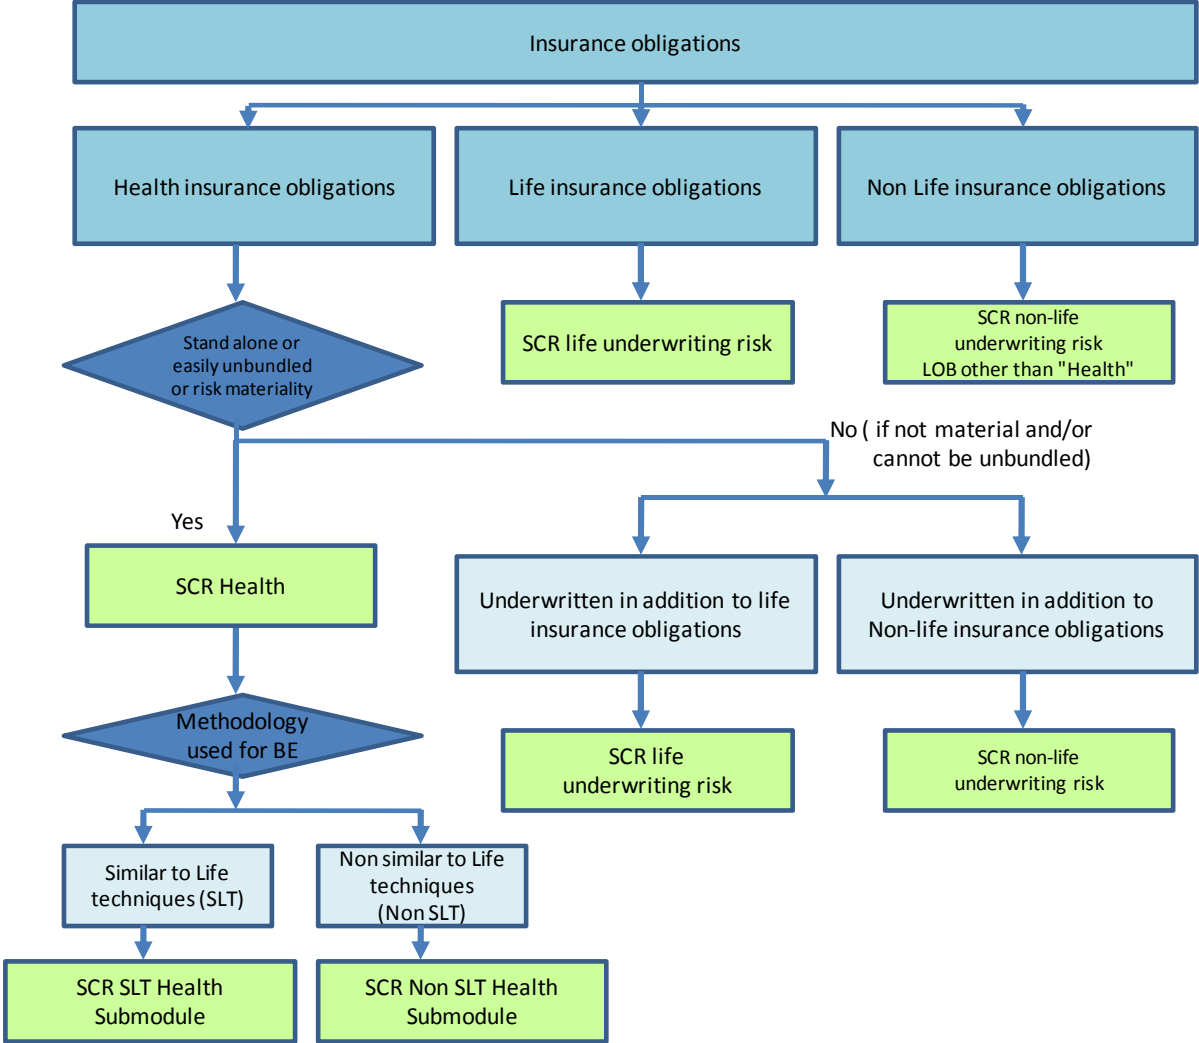 Insurance obligations
Health insurance obligations
Life insurance obligations
Non Life insurance obligations
Stand alone or
easily unbundled
or risk materiality
SCR life underwriting risk
SCR non-life
underwriting risk
LOB other than "Health"
No ( if not material and/or
cannot be unbundled)
Yes
SCR Health
Underwritten in addition to life
insurance obligations
Underwritten in addition to
Non-life insurance obligations
Methodology
used for BE
SCR life
underwriting risk
SCR non-life
underwriting risk
Similar to Life
techniques (SLT)
Non similar to Life
techniques
(Non SLT)
SCR SLT Health
Submodule
SCR Non SLT Health
Submodule